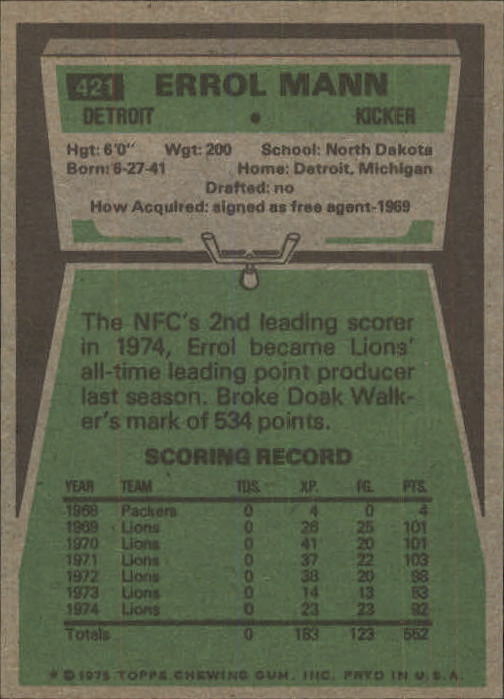 421 ERROL MANN
DETROIT • KICKER
Hgt: 6'0" Wgt: 200 School: North Dakota
Born: 6-27-41 Home: Detroit, Michigan
Drafted: no
How Acquired: signed as free agent-1969
The NFC's 2nd leading scorer
in 1974, Errol became Lions'
all-time leading point producer
last season. Broke Doak Walk-
er's mark of 534 points.
SCORING RECORD
YEAR TEAM TDS. XP. FG. PTS.
1968 Packers 0 4 0 4
1969 Lions 0 26 25 101
1970 Lions 0 41 20 101
1971 Lions 0 37 22 103
1972 Lions 0 38 20 98
1973 Lions 0 14 13 53
1974 Lions 0 23 23 92
Totals 0 183 123 552
* © 1975 TOPPS CHEWING GUM, INC. PRTD IN U.S.A.